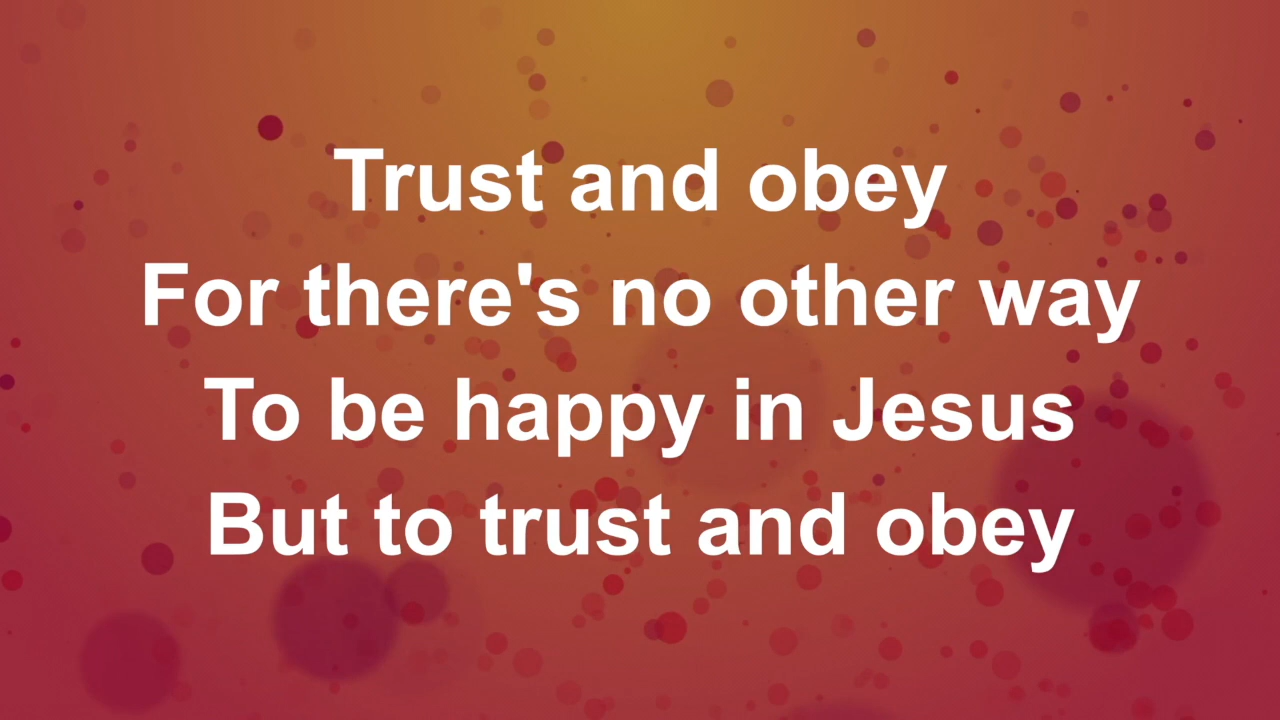 Trust and obey
For there's no other way
To be happy in Jesus
But to trust and obey